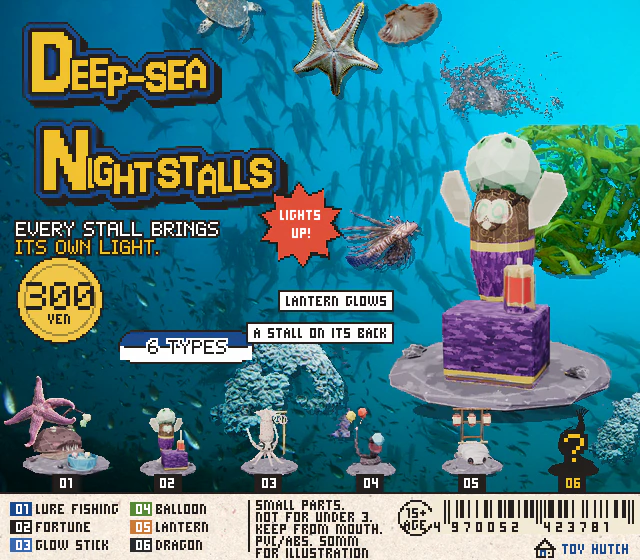 DEEP-SEA
NIGHT STALLS
EVERY STALL BRINGS
ITS OWN LIGHT.
LIGHTS
UP!
300
YEN
LANTERN GLOWS
A STALL ON ITS BACK
6 TYPES
?
01
02
03
04
05
06
01 LURE FISHING
02 FORTUNE
03 GLOW STICK
04 BALLOON
05 LANTERN
06 DRAGON
SMALL PARTS.
NOT FOR UNDER 3.
KEEP FROM MOUTH.
PVC/ABS. 50MM
FOR ILLUSTRATION
15+
AGE
4 970052 423781
TOY HUTCH